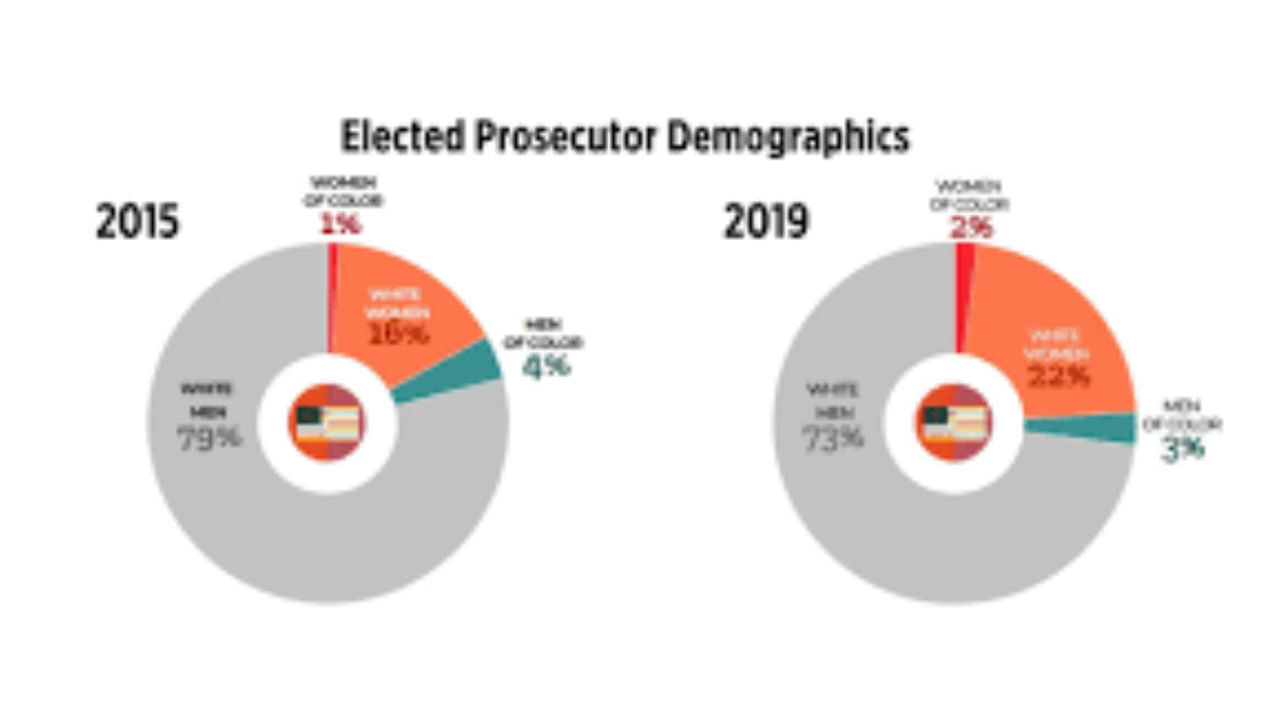 Elected Prosecutor Demographics
2015
WOMEN
OF COLOR
1%
WHITE
WOMEN
16%
MEN
OF COLOR
4%
WHITE
MEN
79%
2019
WOMEN
OF COLOR
2%
WHITE
WOMEN
22%
MEN
OF COLOR
3%
WHITE
MEN
73%